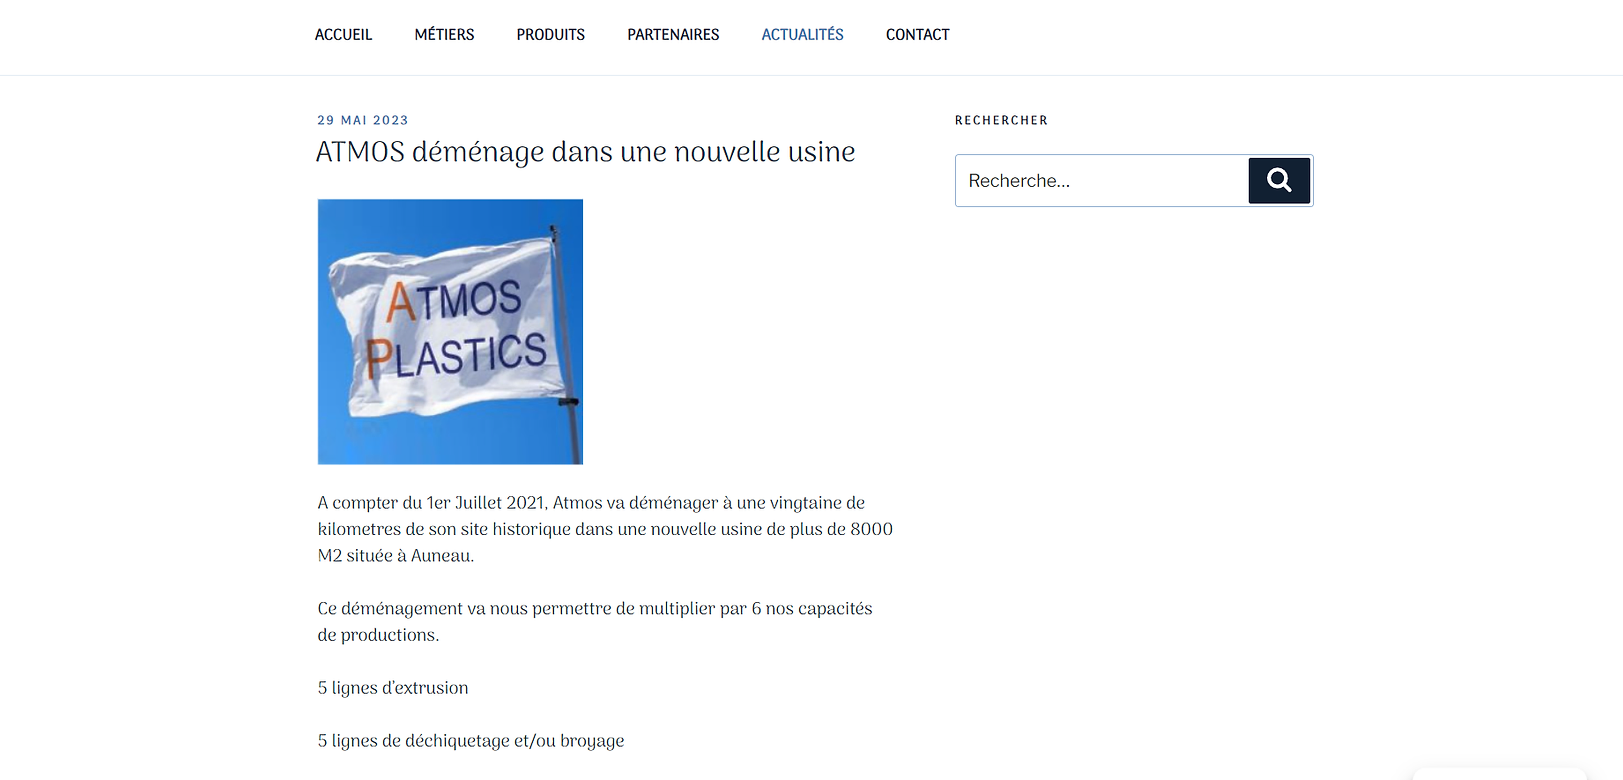 ACCUEIL MÉTIERS PRODUITS PARTENAIRES ACTUALITÉS CONTACT
29 MAI 2023
ATMOS déménage dans une nouvelle usine
ATMOS
PLASTICS
A compter du 1er Juillet 2021, Atmos va déménager à une vingtaine de
kilometres de son site historique dans une nouvelle usine de plus de 8000
M2 située à Auneau.
Ce déménagement va nous permettre de multiplier par 6 nos capacités
de productions.
5 lignes d'extrusion
5 lignes de déchiquetage et/ou broyage
RECHERCHER
Recherche...